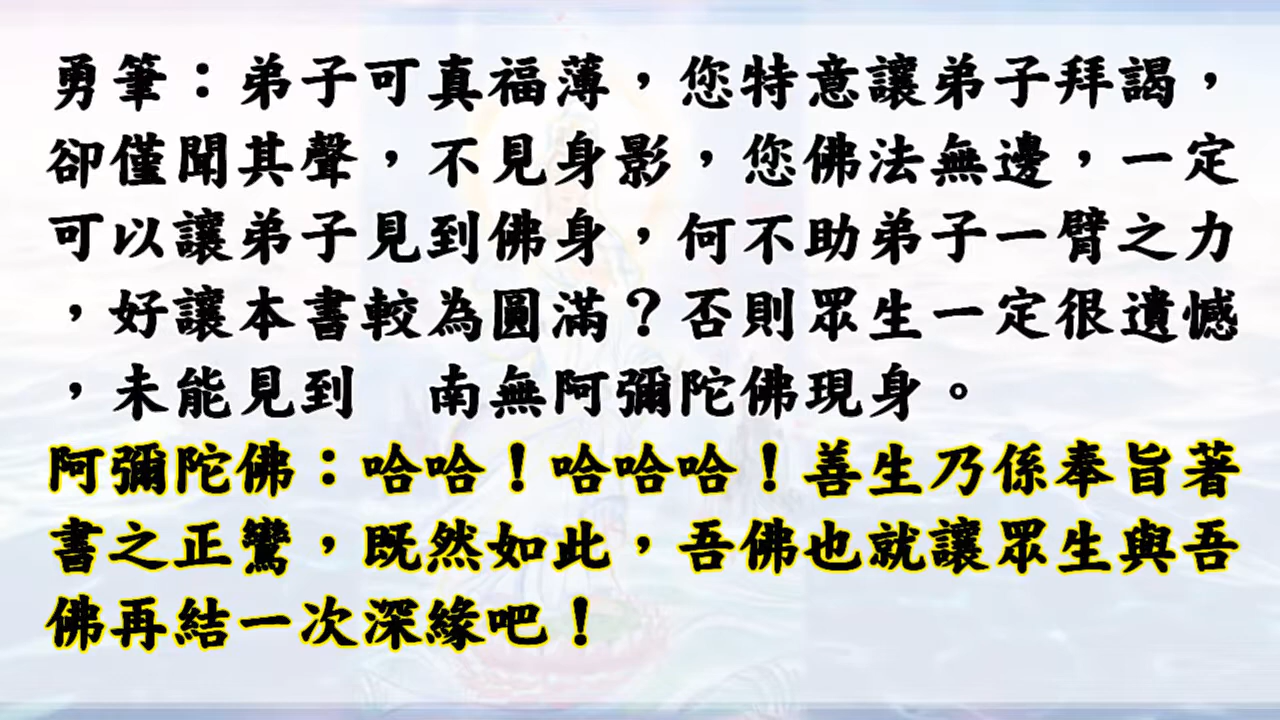 勇筆：弟子可真福薄，您特意讓弟子拜謁，
卻僅聞其聲，不見身影，您佛法無邊，一定
可以讓弟子見到佛身，何不助弟子一臂之力
，好讓本書較為圓滿？否則眾生一定很遺憾
，未能見到　南無阿彌陀佛現身。
阿彌陀佛：哈哈！哈哈哈！善生乃係奉旨著
書之正鸞，既然如此，吾佛也就讓眾生與吾
佛再結一次深緣吧！